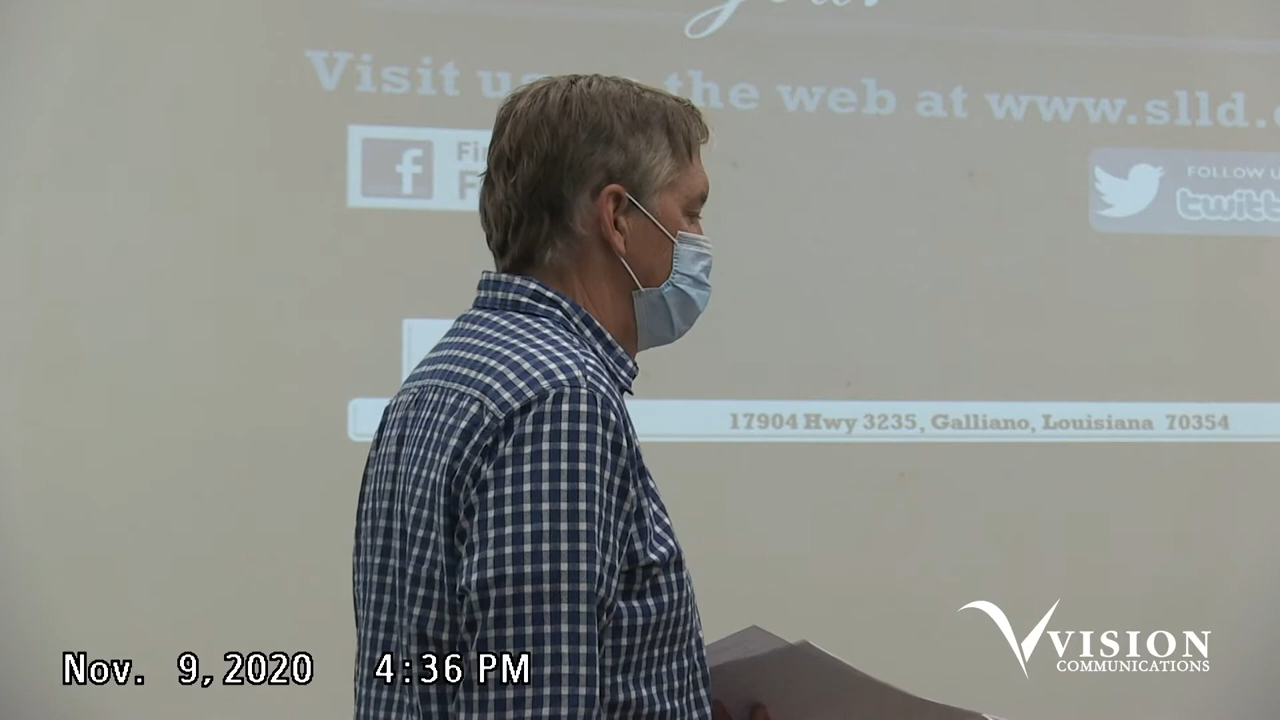 Visit the web at www.slld.
f
FOLLOW
17904 Hwy 3235, Galliano, Louisiana 70354
VISION
COMMUNICATIONS
Nov. 9, 2020 4:36 PM